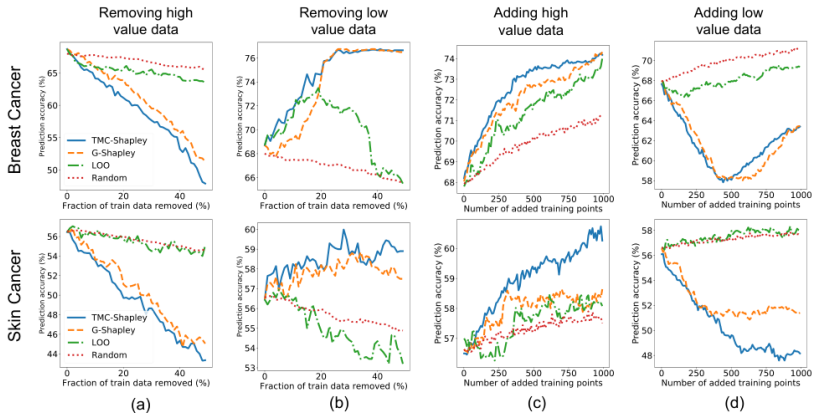 Removing high
value data
Removing low
value data
Adding high
value data
Adding low
value data
Breast Cancer
Prediction accuracy (%)
65
60
55
50
TMC-Shapley
G-Shapley
LOO
Random
0
20
40
Fraction of train data removed (%)
Prediction accuracy (%)
76
74
72
70
68
66
0
20
40
Fraction of train data removed (%)
Prediction accuracy (%)
74
73
72
71
70
69
68
0
250
500
750
1000
Number of added training points
Prediction accuracy (%)
70
68
66
64
62
60
58
0
250
500
750
1000
Number of added training points
Skin Cancer
Prediction accuracy (%)
56
54
52
50
48
46
44
TMC-Shapley
G-Shapley
LOO
Random
0
20
40
Fraction of train data removed (%)
Prediction accuracy (%)
60
59
58
57
56
55
54
53
0
20
40
Fraction of train data removed (%)
Prediction accuracy (%)
60
59
58
57
0
250
500
750
1000
Number of added training points
Prediction accuracy (%)
58
56
54
52
50
48
0
250
500
750
1000
Number of added training points
(a)
(b)
(c)
(d)